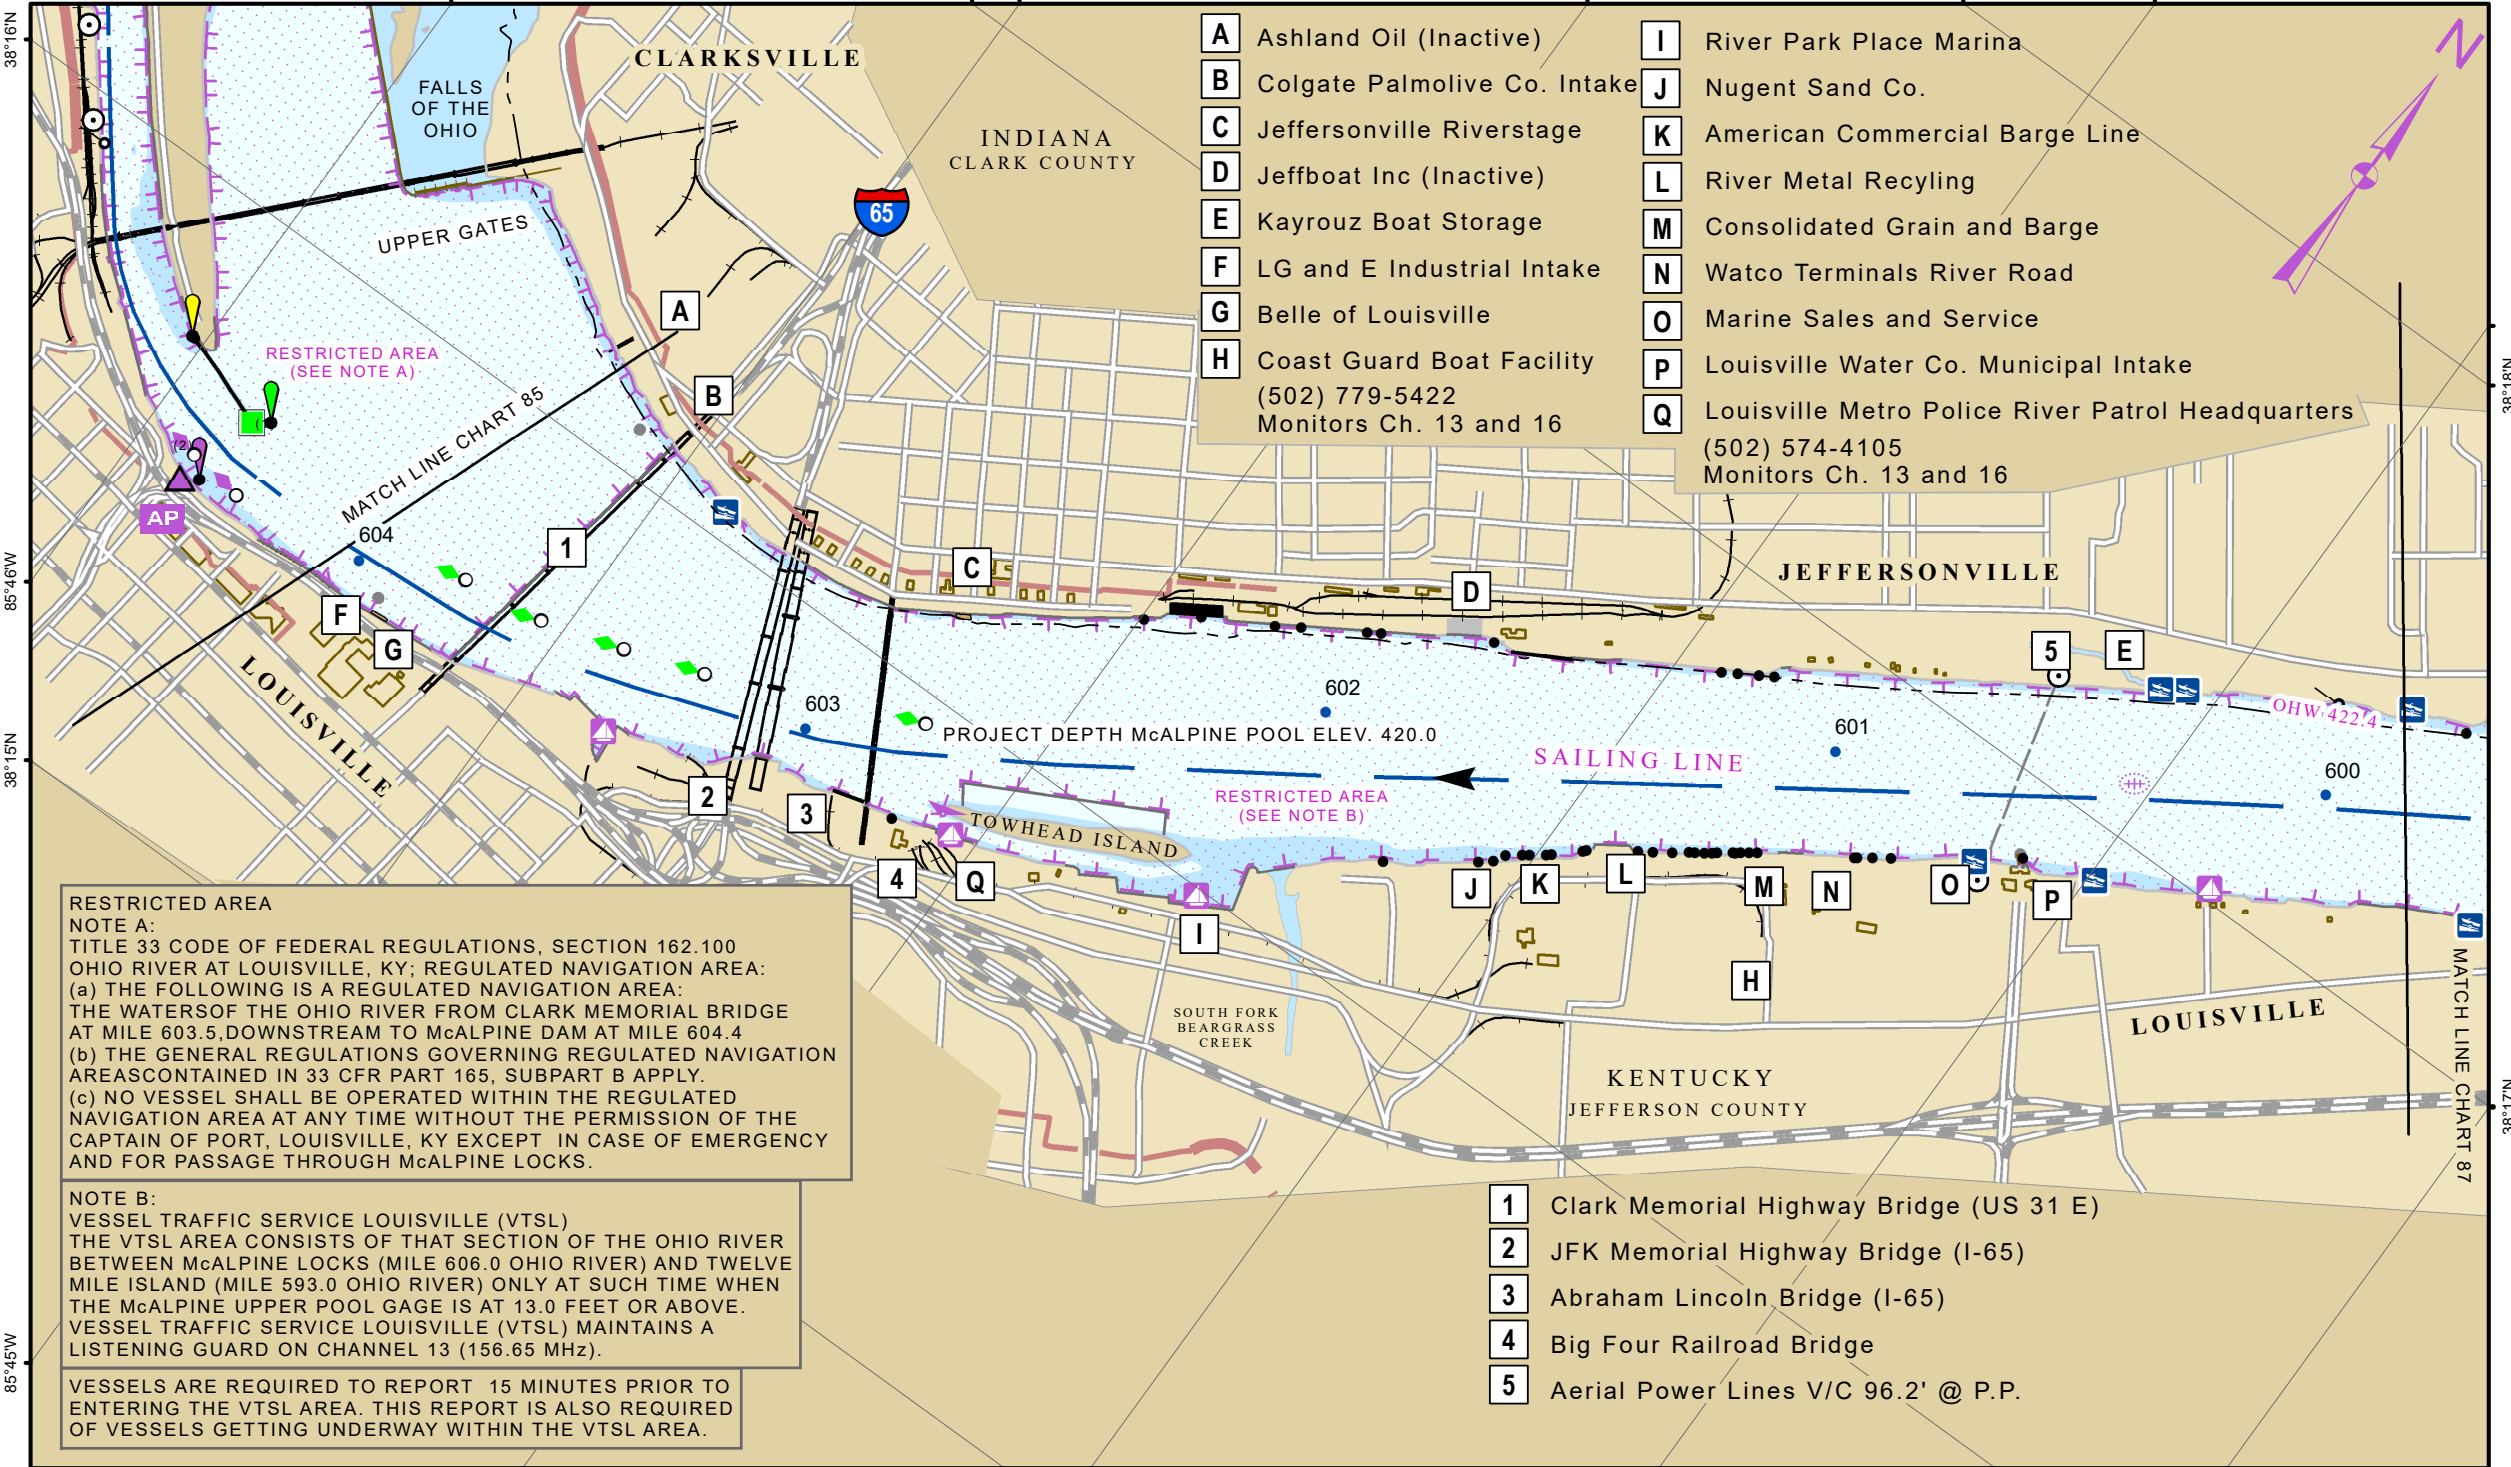 38°16'N
85°46'W
38°15'N
85°45'W
38°18'N
38°17'N
N
CLARKSVILLE
FALLS
OF THE
OHIO
INDIANA
CLARK COUNTY
65
UPPER GATES
RESTRICTED AREA
(SEE NOTE A)
MATCH LINE CHART 85
A
B
C
D
E
F
G
H
I
J
K
L
M
N
O
P
Q
1
2
3
4
5
AP
(2
(
604
603
602
601
600
JEFFERSONVILLE
LOUISVILLE
OHW 422.4
PROJECT DEPTH McALPINE POOL ELEV. 420.0
SAILING LINE
RESTRICTED AREA
(SEE NOTE B)
TOWHEAD ISLAND
SOUTH FORK
BEARGRASS
CREEK
KENTUCKY
JEFFERSON COUNTY
LOUISVILLE
MATCH LINE CHART 87
A Ashland Oil (Inactive)
B Colgate Palmolive Co. Intake
C Jeffersonville Riverstage
D Jeffboat Inc (Inactive)
E Kayrouz Boat Storage
F LG and E Industrial Intake
G Belle of Louisville
H Coast Guard Boat Facility
(502) 779-5422
Monitors Ch. 13 and 16
I River Park Place Marina
J Nugent Sand Co.
K American Commercial Barge Line
L River Metal Recyling
M Consolidated Grain and Barge
N Watco Terminals River Road
O Marine Sales and Service
P Louisville Water Co. Municipal Intake
Q Louisville Metro Police River Patrol Headquarters
(502) 574-4105
Monitors Ch. 13 and 16
RESTRICTED AREA
NOTE A:
TITLE 33 CODE OF FEDERAL REGULATIONS, SECTION 162.100
OHIO RIVER AT LOUISVILLE, KY; REGULATED NAVIGATION AREA:
(a) THE FOLLOWING IS A REGULATED NAVIGATION AREA:
THE WATERSOF THE OHIO RIVER FROM CLARK MEMORIAL BRIDGE
AT MILE 603.5,DOWNSTREAM TO McALPINE DAM AT MILE 604.4
(b) THE GENERAL REGULATIONS GOVERNING REGULATED NAVIGATION
AREASCONTAINED IN 33 CFR PART 165, SUBPART B APPLY.
(c) NO VESSEL SHALL BE OPERATED WITHIN THE REGULATED
NAVIGATION AREA AT ANY TIME WITHOUT THE PERMISSION OF THE
CAPTAIN OF PORT, LOUISVILLE, KY EXCEPT IN CASE OF EMERGENCY
AND FOR PASSAGE THROUGH McALPINE LOCKS.
NOTE B:
VESSEL TRAFFIC SERVICE LOUISVILLE (VTSL)
THE VTSL AREA CONSISTS OF THAT SECTION OF THE OHIO RIVER
BETWEEN McALPINE LOCKS (MILE 606.0 OHIO RIVER) AND TWELVE
MILE ISLAND (MILE 593.0 OHIO RIVER) ONLY AT SUCH TIME WHEN
THE McALPINE UPPER POOL GAGE IS AT 13.0 FEET OR ABOVE.
VESSEL TRAFFIC SERVICE LOUISVILLE (VTSL) MAINTAINS A
LISTENING GUARD ON CHANNEL 13 (156.65 MHz).
VESSELS ARE REQUIRED TO REPORT 15 MINUTES PRIOR TO
ENTERING THE VTSL AREA. THIS REPORT IS ALSO REQUIRED
OF VESSELS GETTING UNDERWAY WITHIN THE VTSL AREA.
1 Clark Memorial Highway Bridge (US 31 E)
2 JFK Memorial Highway Bridge (I-65)
3 Abraham Lincoln Bridge (I-65)
4 Big Four Railroad Bridge
5 Aerial Power Lines V/C 96.2' @ P.P.